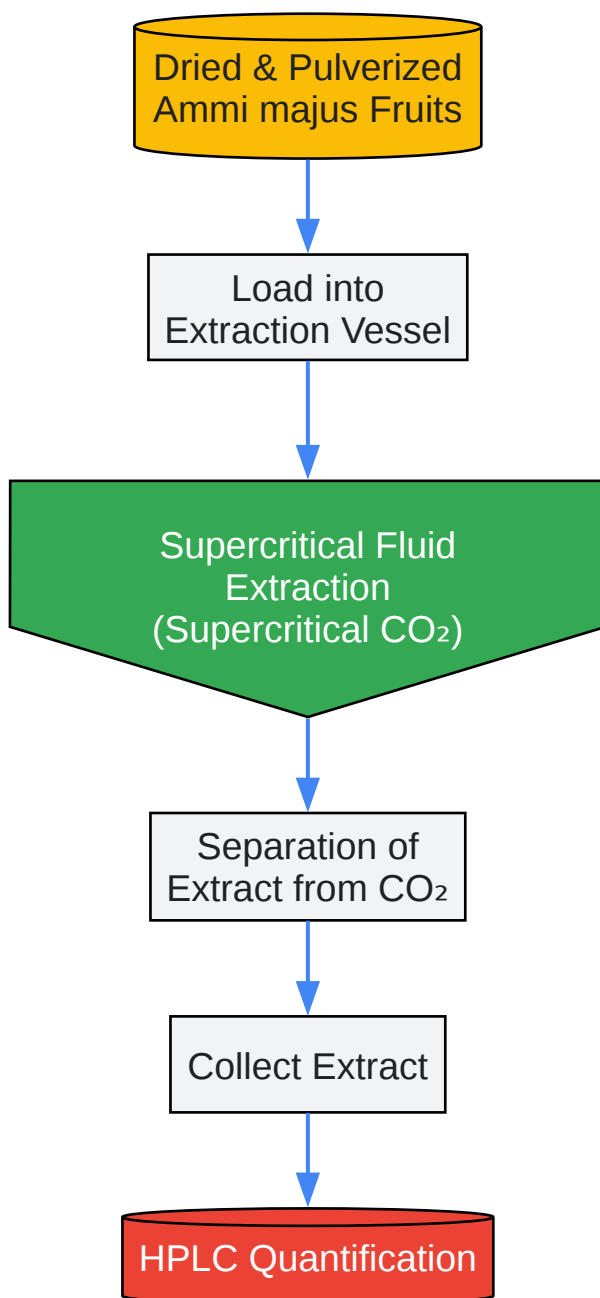 Dried & Pulverized
Ammi majus Fruits
Load into
Extraction Vessel
Supercritical Fluid
Extraction
(Supercritical CO₂)
Separation of
Extract from CO₂
Collect Extract
HPLC Quantification